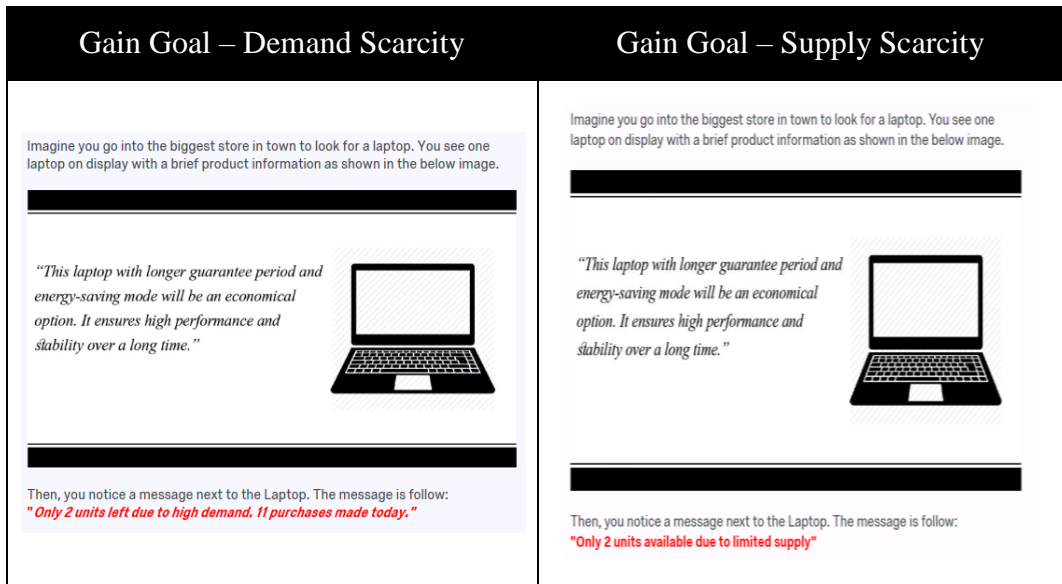 Gain Goal – Demand Scarcity
Gain Goal – Supply Scarcity
Imagine you go into the biggest store in town to look for a laptop. You see one
laptop on display with a brief product information as shown in the below image.
“This laptop with longer guarantee period and
energy-saving mode will be an economical
option. It ensures high performance and
stability over a long time.”
Then, you notice a message next to the Laptop. The message is follow:
"Only 2 units left due to high demand. 11 purchases made today."
Imagine you go into the biggest store in town to look for a laptop. You see one
laptop on display with a brief product information as shown in the below image.
“This laptop with longer guarantee period and
energy-saving mode will be an economical
option. It ensures high performance and
stability over a long time.”
Then, you notice a message next to the Laptop. The message is follow:
"Only 2 units available due to limited supply"